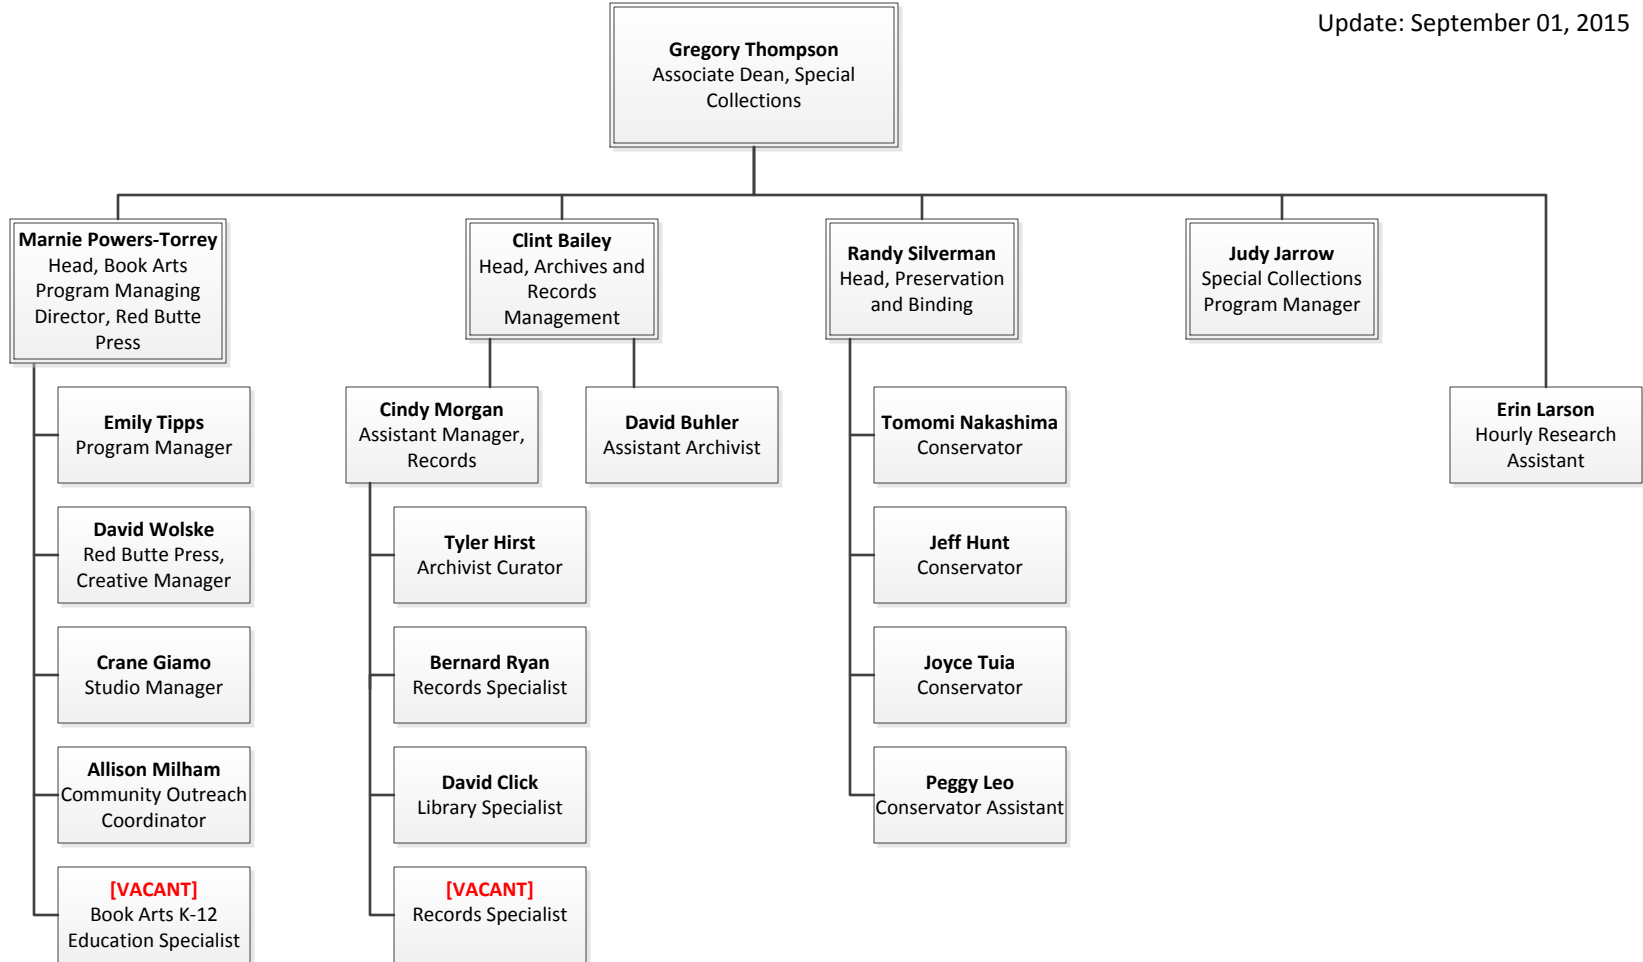 Update: September 01, 2015
Gregory Thompson
Associate Dean, Special
Collections
Marnie Powers-Torrey
Head, Book Arts
Program Managing
Director, Red Butte
Press
Clint Bailey
Head, Archives and
Records
Management
Randy Silverman
Head, Preservation
and Binding
Judy Jarrow
Special Collections
Program Manager
Emily Tipps
Program Manager
Cindy Morgan
Assistant Manager,
Records
David Buhler
Assistant Archivist
Tomomi Nakashima
Conservator
Erin Larson
Hourly Research
Assistant
David Wolske
Red Butte Press,
Creative Manager
Tyler Hirst
Archivist Curator
Jeff Hunt
Conservator
Crane Giamo
Studio Manager
Bernard Ryan
Records Specialist
Joyce Tuia
Conservator
Allison Milham
Community Outreach
Coordinator
David Click
Library Specialist
Peggy Leo
Conservator Assistant
[VACANT]
Book Arts K-12
Education Specialist
[VACANT]
Records Specialist